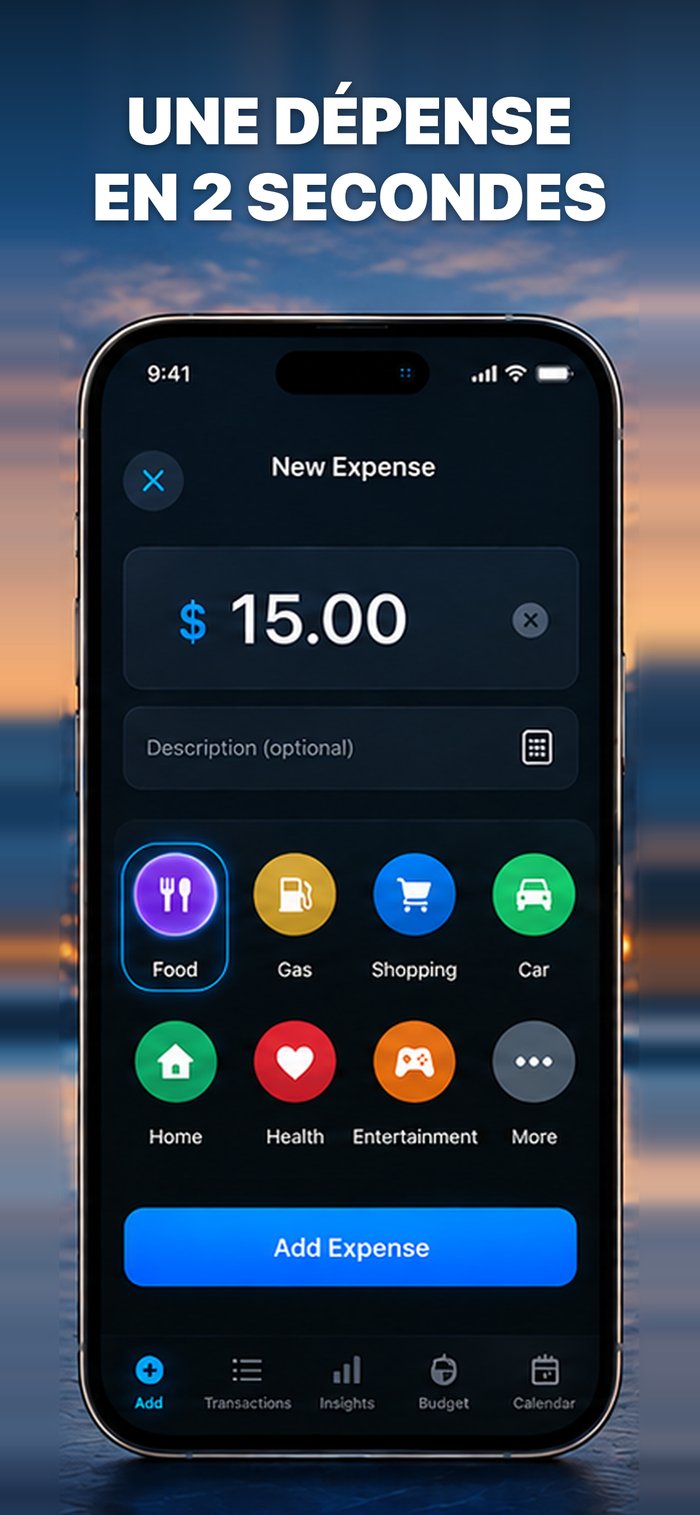 UNE DÉPENSE
EN 2 SECONDES
9:41
New Expense
$ 15.00
Description (optional)
Food Gas Shopping Car
Home Health Entertainment More
Add Expense
Add Transactions Insights Budget Calendar